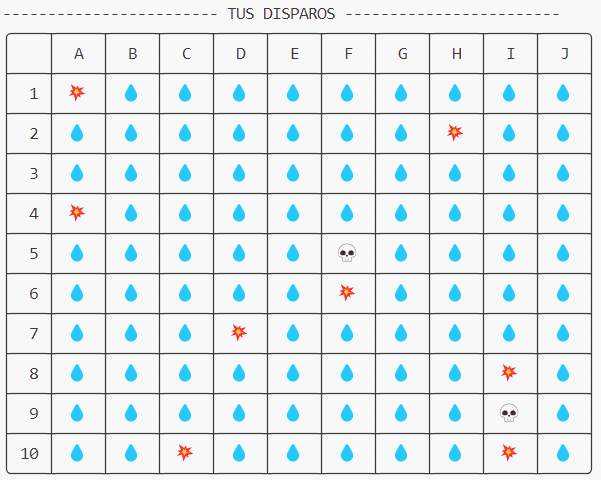 ------------------------ TUS DISPAROS ------------------------
A B C D E F G H I J
1 💥 💧 💧 💧 💧 💧 💧 💧 💧 💧
2 💧 💧 💧 💧 💧 💧 💧 💥 💧 💧
3 💧 💧 💧 💧 💧 💧 💧 💧 💧 💧
4 💥 💧 💧 💧 💧 💧 💧 💧 💧 💧
5 💧 💧 💧 💧 💧 💀 💧 💧 💧 💧
6 💧 💧 💧 💧 💧 💥 💧 💧 💧 💧
7 💧 💧 💧 💥 💧 💧 💧 💧 💧 💧
8 💧 💧 💧 💧 💧 💧 💧 💧 💥 💧
9 💧 💧 💧 💧 💧 💧 💧 💧 💀 💧
10 💧 💧 💥 💧 💧 💧 💧 💧 💥 💧